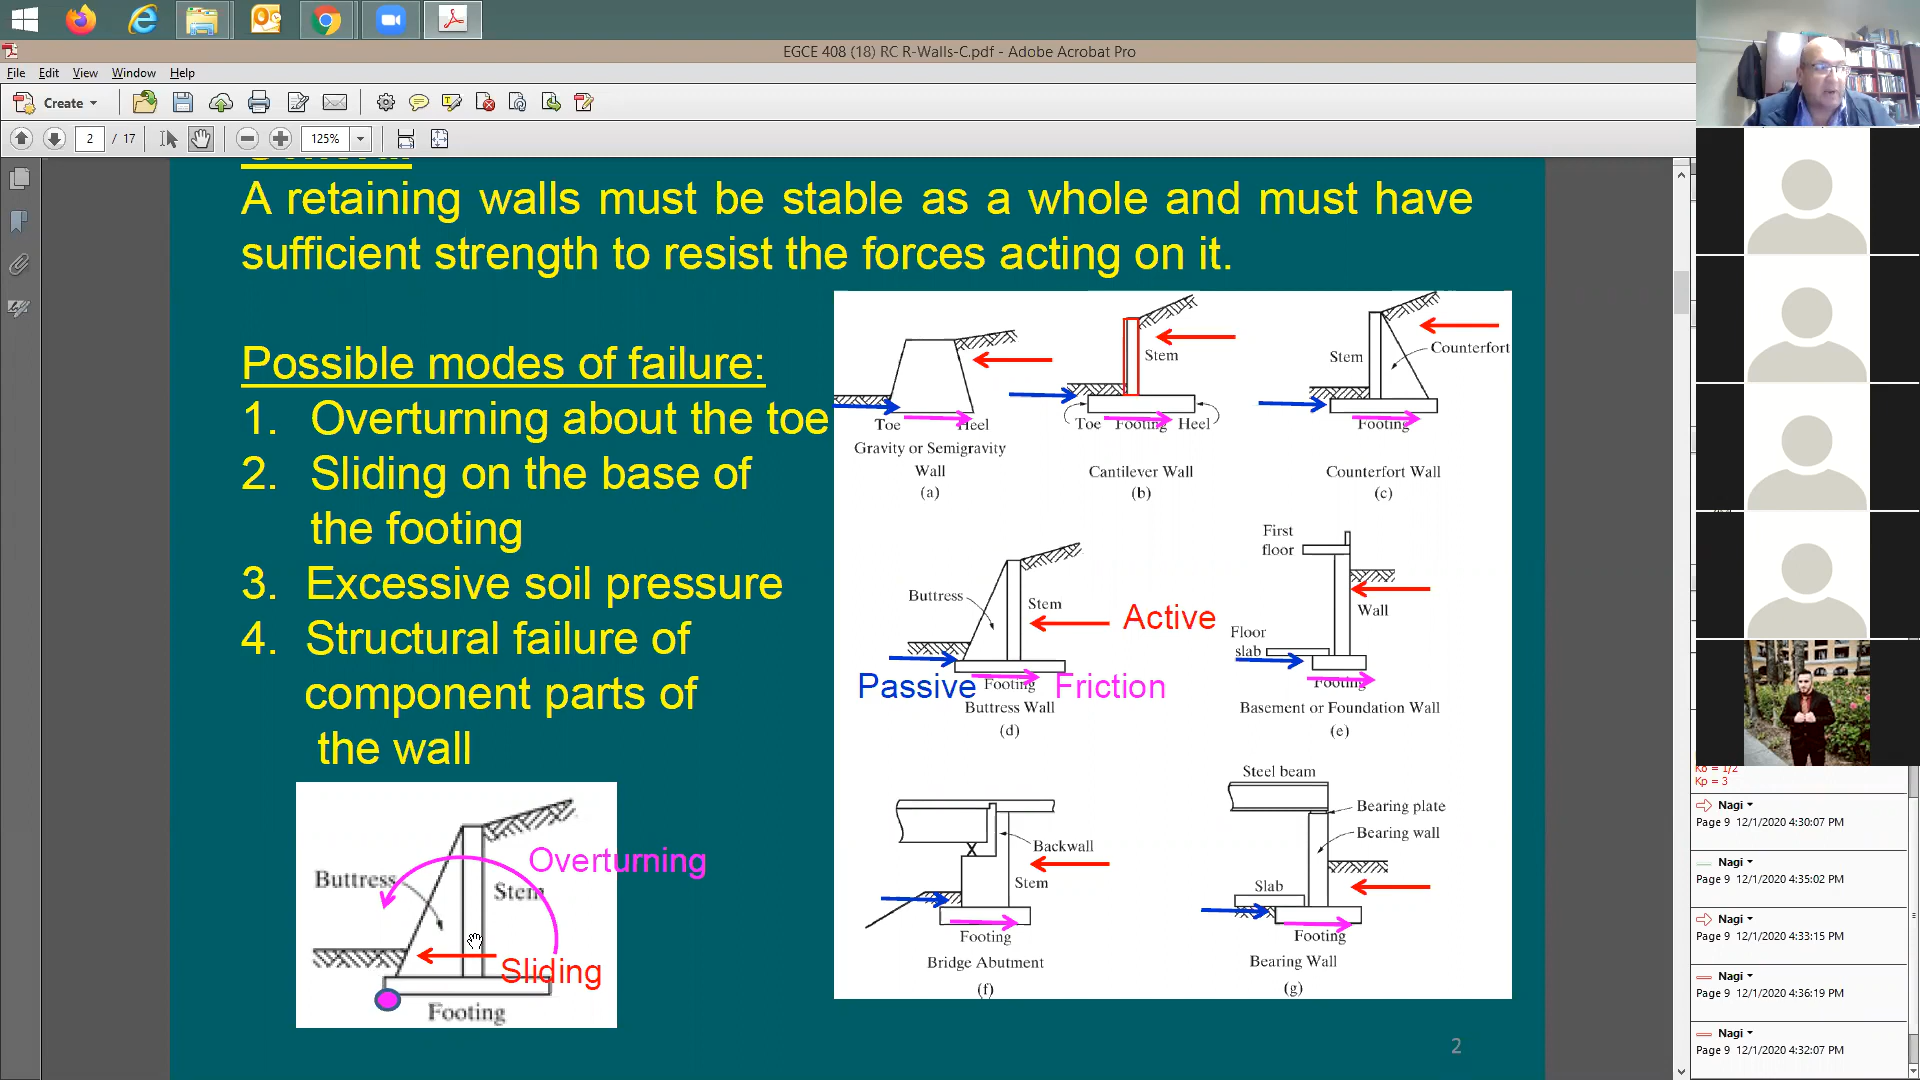 EGCE 408 (18) RC R-Walls-C.pdf - Adobe Acrobat Pro
File Edit View Window Help
Create
2 / 17 125%
General
A retaining walls must be stable as a whole and must have
sufficient strength to resist the forces acting on it.
Possible modes of failure:
1. Overturning about the toe
2. Sliding on the base of
the footing
3. Excessive soil pressure
4. Structural failure of
component parts of
the wall
Overturning
Buttress
Stem
Sliding
Footing
Toe Heel
Gravity or Semigravity
Wall
(a)
Stem
Toe Footing Heel
Cantilever Wall
(b)
Stem
Counterfort
Footing
Counterfort Wall
(c)
Buttress
Stem
Active
Passive
Footing
Friction
Buttress Wall
(d)
First
floor
Wall
Floor
slab
Footing
Basement or Foundation Wall
(e)
Backwall
Stem
Footing
Bridge Abutment
(f)
Steel beam
Bearing plate
Bearing wall
Slab
Footing
Bearing Wall
(g)
2
Ko = 1/2
Kp = 3
Nagi
Page 9 12/1/2020 4:30:07 PM
Nagi
Page 9 12/1/2020 4:35:02 PM
Nagi
Page 9 12/1/2020 4:33:15 PM
Nagi
Page 9 12/1/2020 4:36:19 PM
Nagi
Page 9 12/1/2020 4:32:07 PM